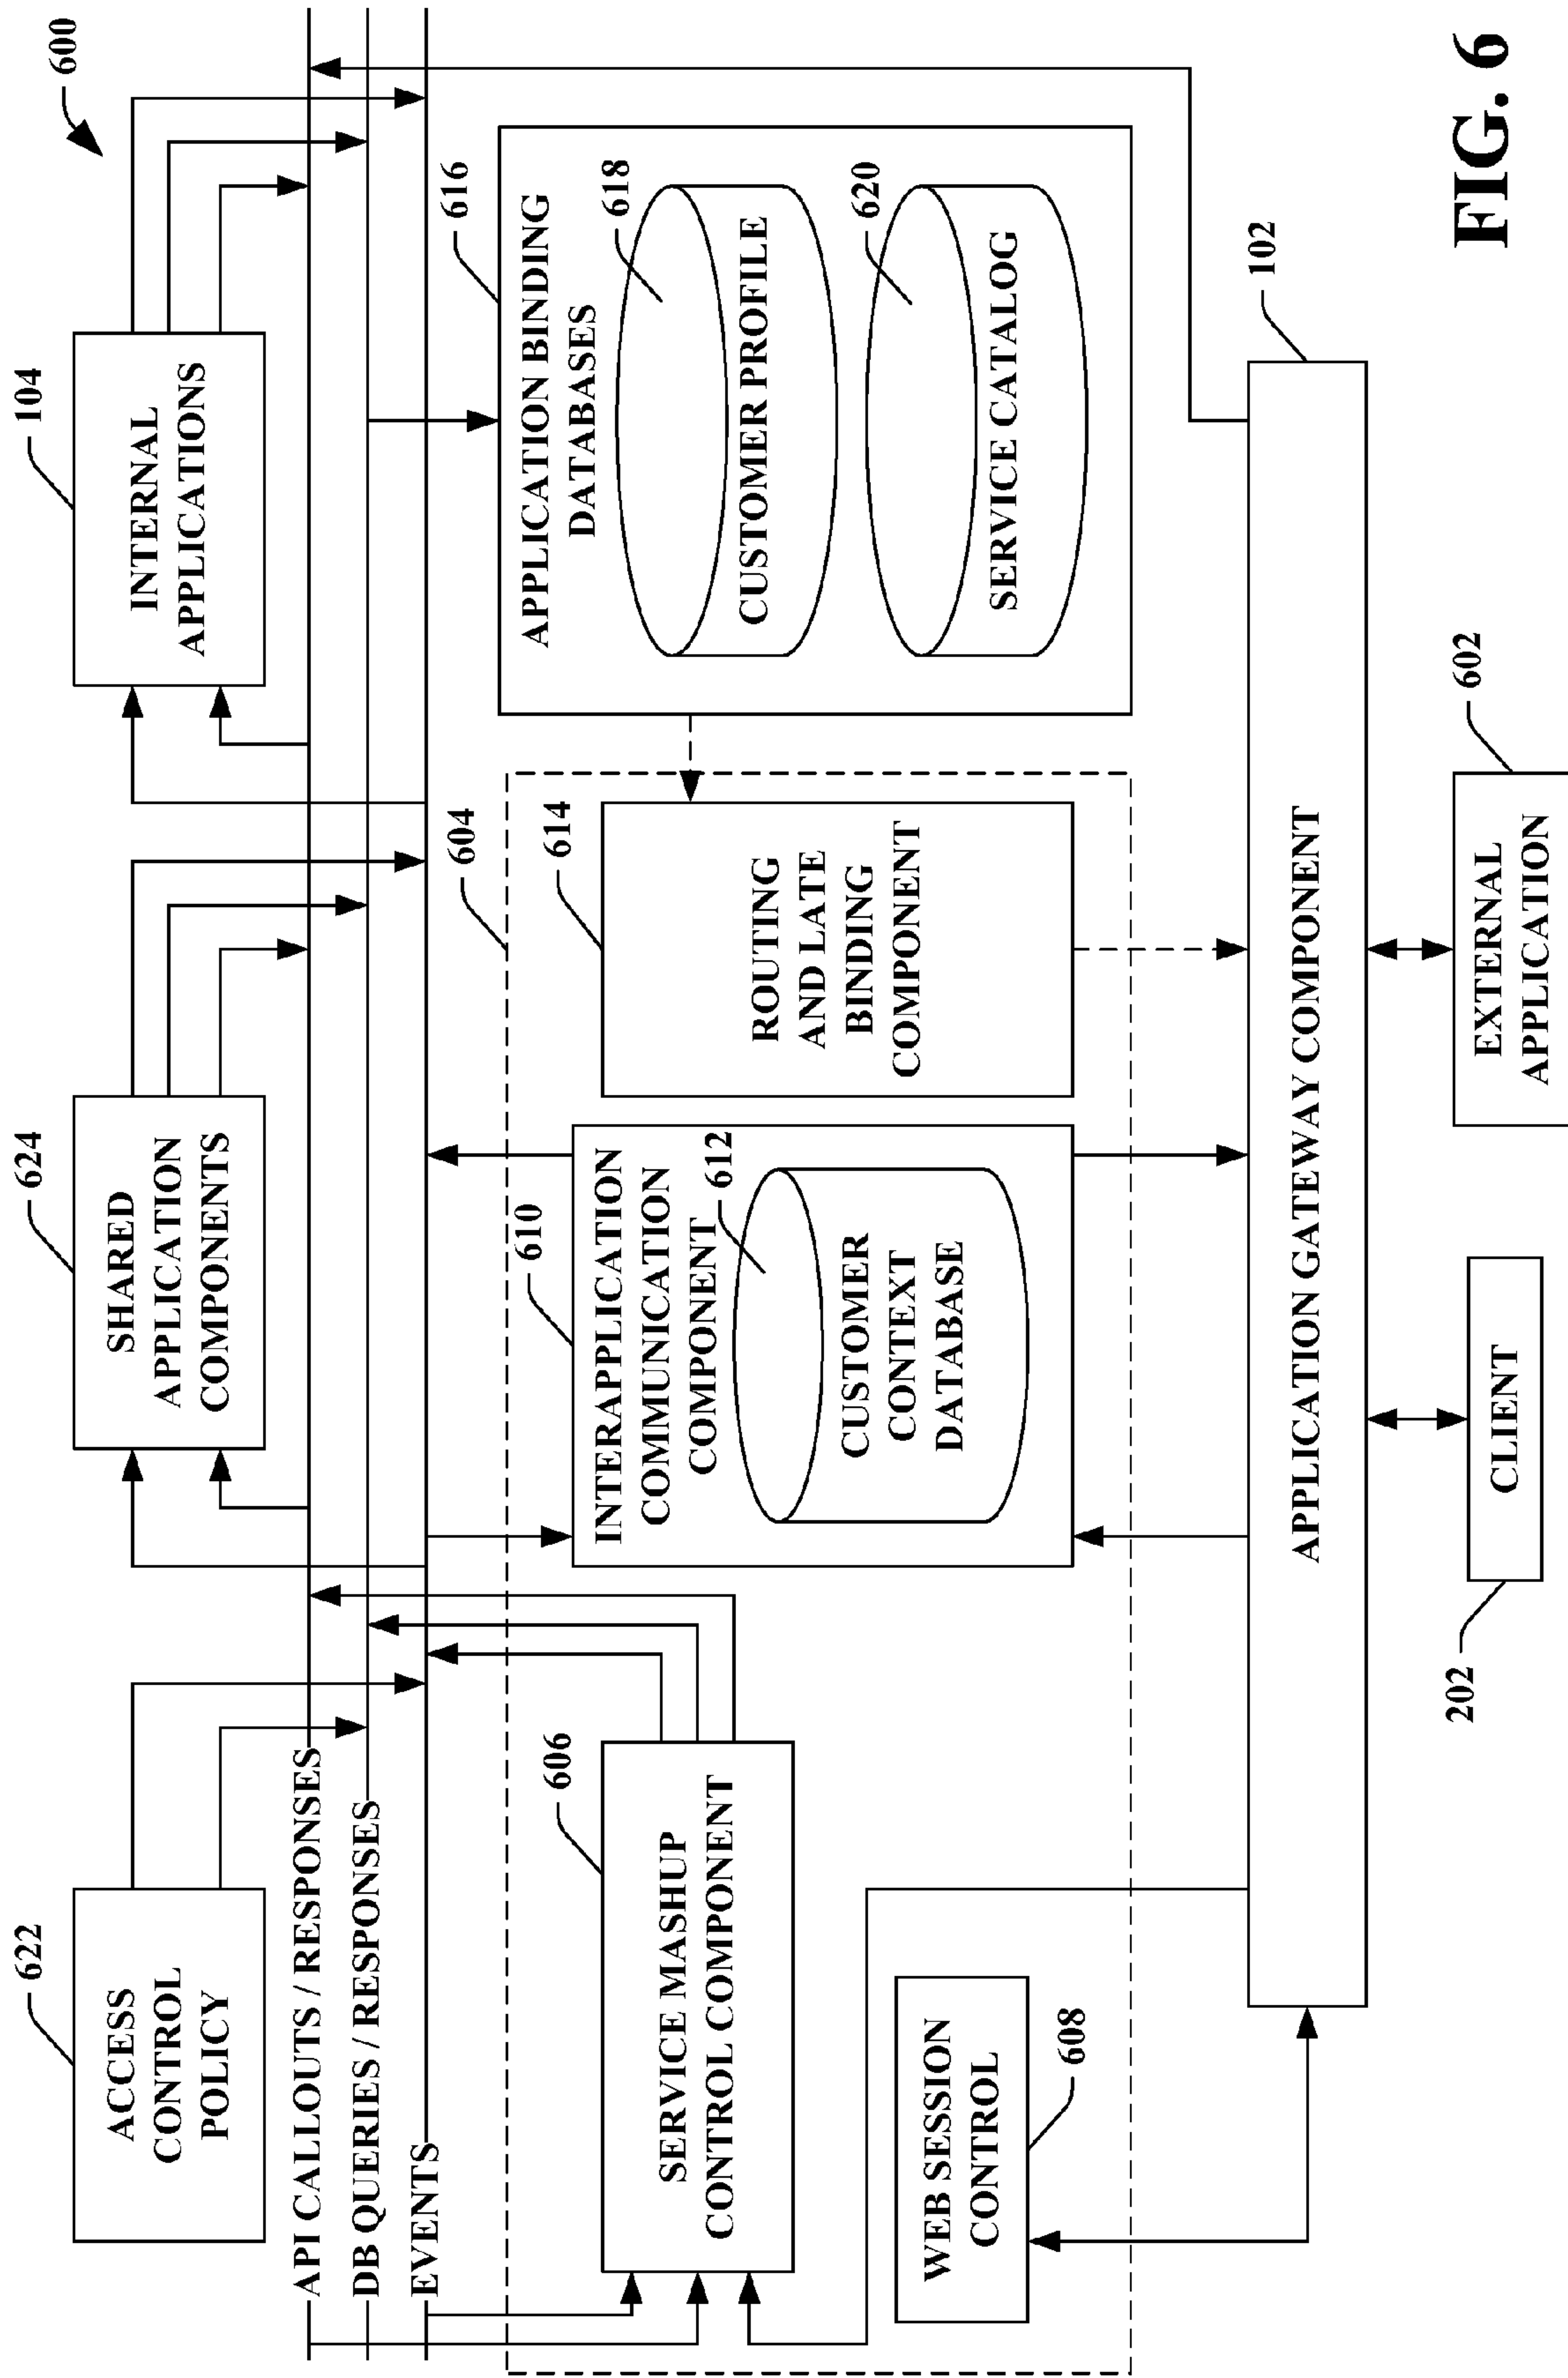 600
622
624
104
ACCESS
CONTROL
POLICY
SHARED
APPLICATION
COMPONENTS
INTERNAL
APPLICATIONS
API CALLOUTS / RESPONSES
DB QUERIES / RESPONSES
EVENTS
604
606
SERVICE MASHUP
CONTROL COMPONENT
WEB SESSION
CONTROL
608
610
INTERAPPLICATION
COMMUNICATION
COMPONENT
612
CUSTOMER
CONTEXT
DATABASE
614
ROUTING
AND LATE
BINDING
COMPONENT
616
APPLICATION BINDING
DATABASES
618
CUSTOMER PROFILE
620
SERVICE CATALOG
APPLICATION GATEWAY COMPONENT
102
202
CLIENT
EXTERNAL
APPLICATION
602
FIG. 6